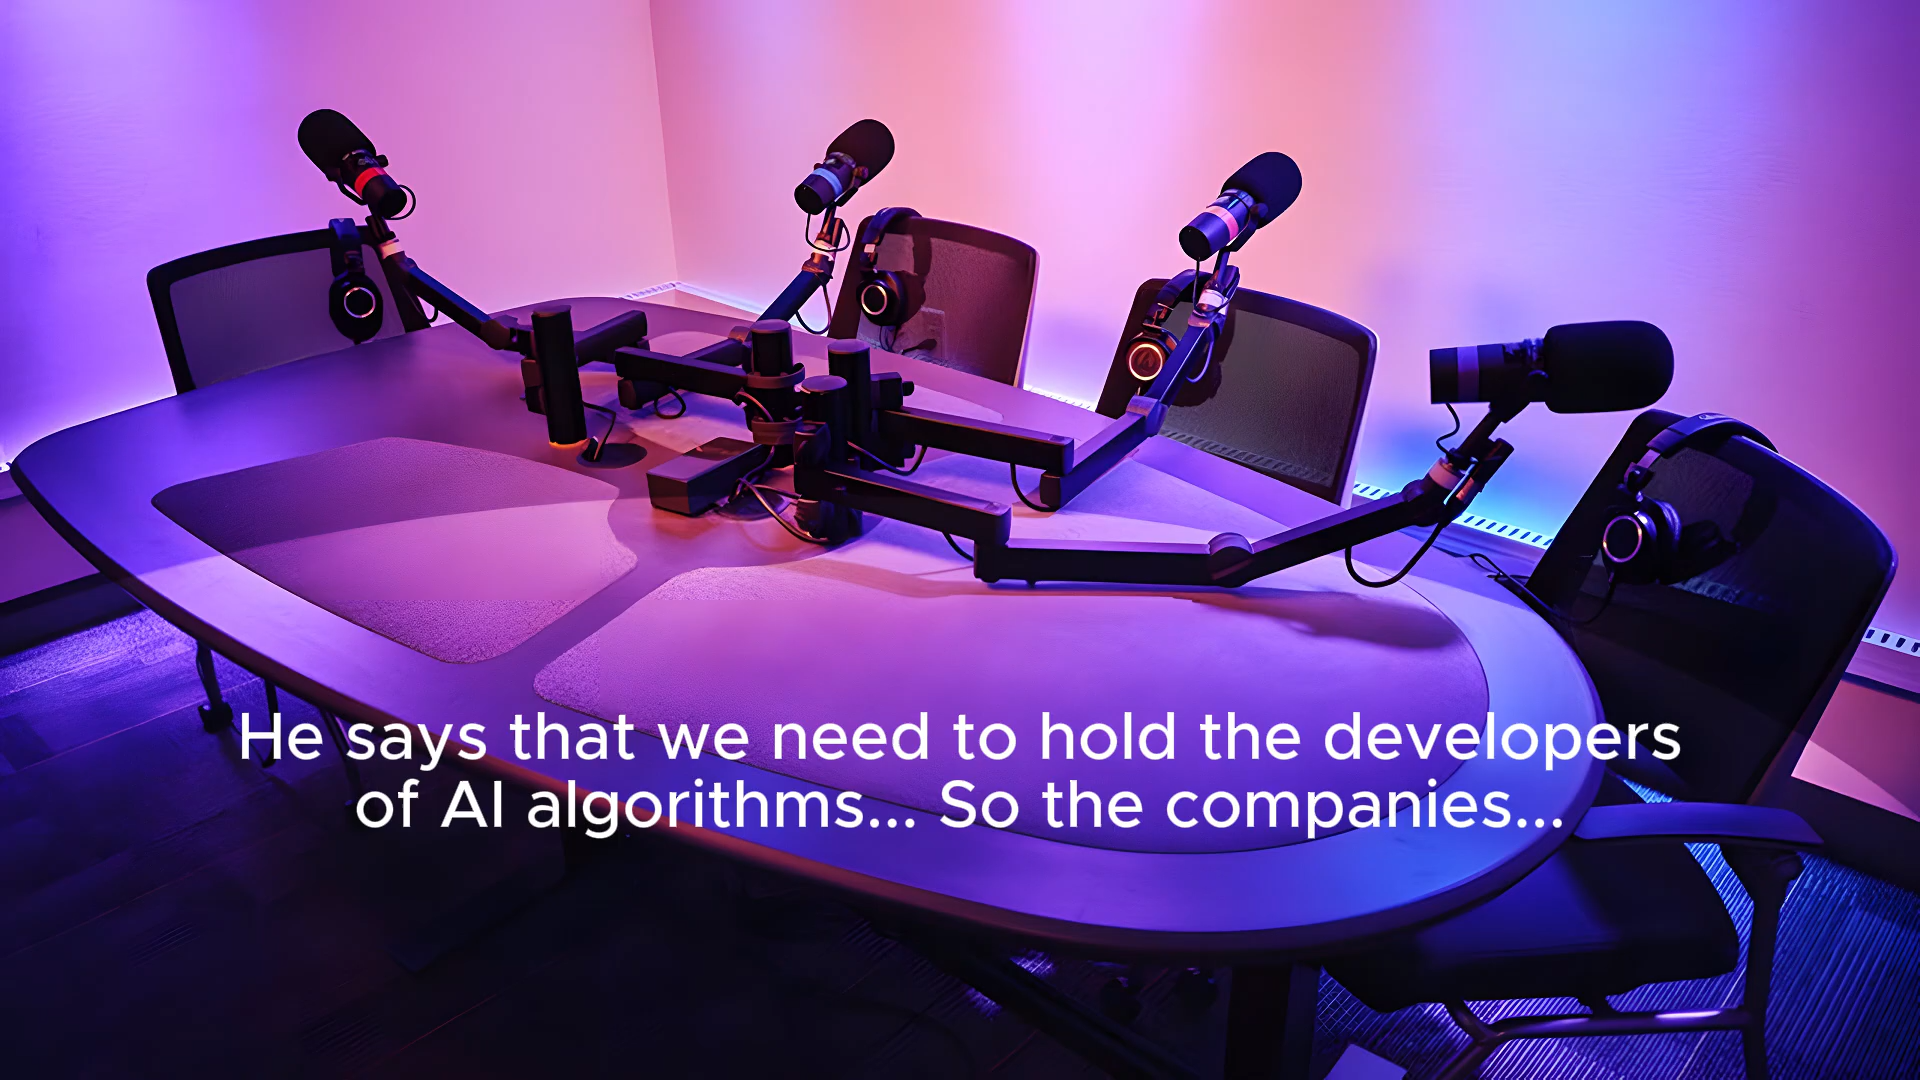 He says that we need to hold the developers
of AI algorithms... So the companies...